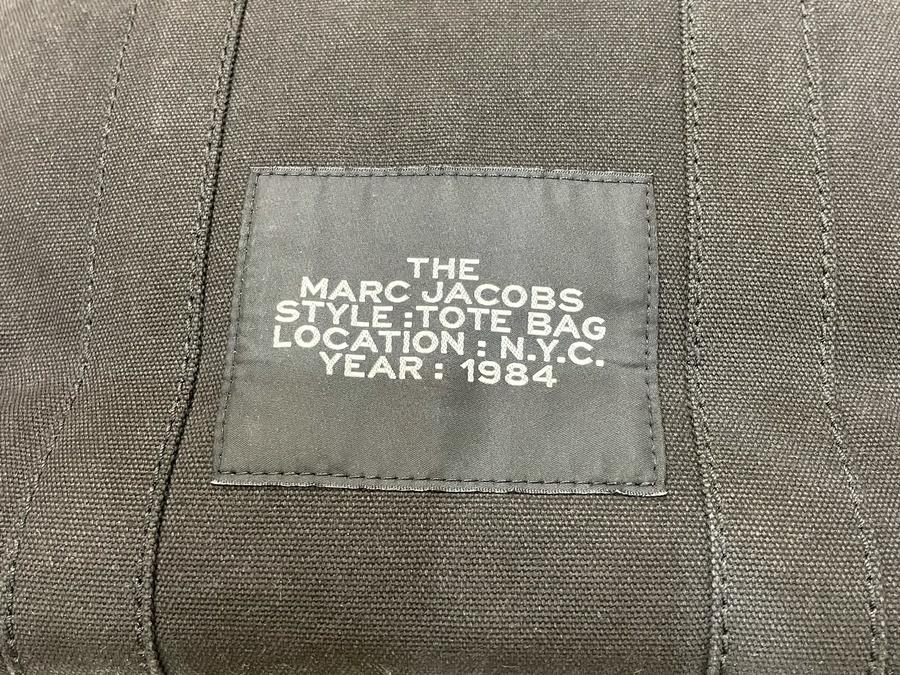 THE
MARC JACOBS
STYLE :TOTE BAG
LOCATION : N.Y.C.
YEAR : 1984